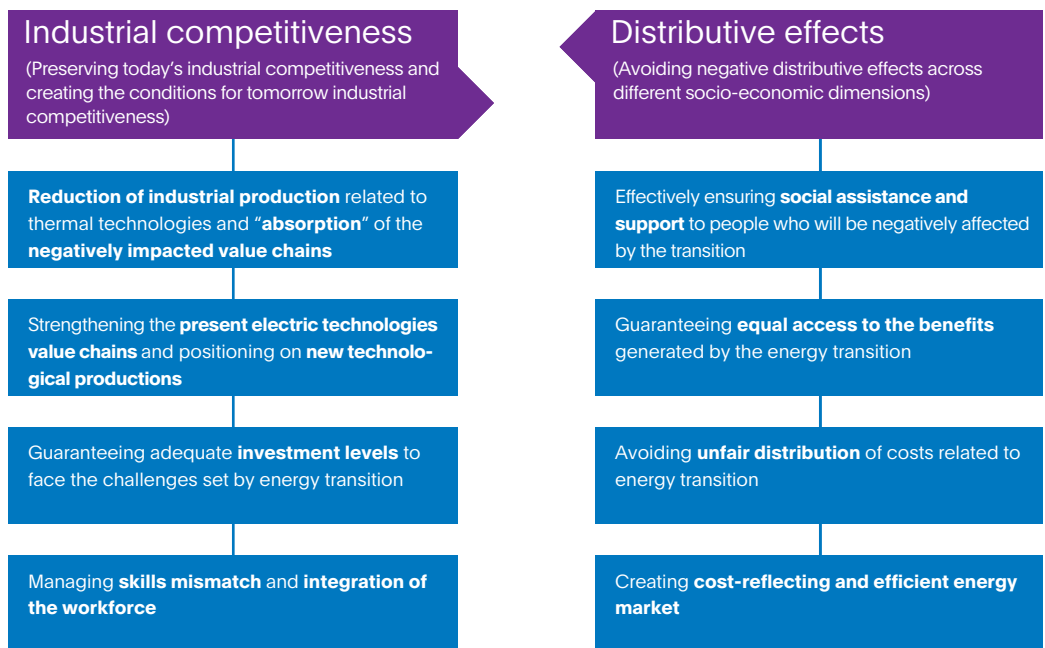 Industrial competitiveness
(Preserving today's industrial competitiveness and
creating the conditions for tomorrow industrial
competitiveness)
Reduction of industrial production related to
thermal technologies and "absorption" of the
negatively impacted value chains
Strengthening the present electric technologies
value chains and positioning on new technolo-
gical productions
Guaranteeing adequate investment levels to
face the challenges set by energy transition
Managing skills mismatch and integration of
the workforce
Distributive effects
(Avoiding negative distributive effects across
different socio-economic dimensions)
Effectively ensuring social assistance and
support to people who will be negatively affected
by the transition
Guaranteeing equal access to the benefits
generated by the energy transition
Avoiding unfair distribution of costs related to
energy transition
Creating cost-reflecting and efficient energy
market